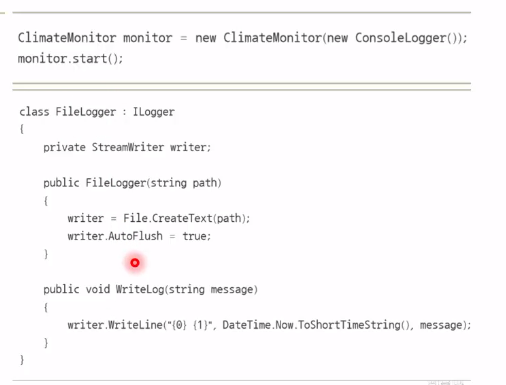 ClimateMonitor monitor = new ClimateMonitor(new ConsoleLogger());
monitor.start();
class FileLogger : ILogger
{
    private StreamWriter writer;
    public FileLogger(string path)
    {
        writer = File.CreateText(path);
        writer.AutoFlush = true;
    }
    public void WriteLog(string message)
    {
        writer.WriteLine("{0} {1}", DateTime.Now.ToShortTimeString(), message);
    }
}